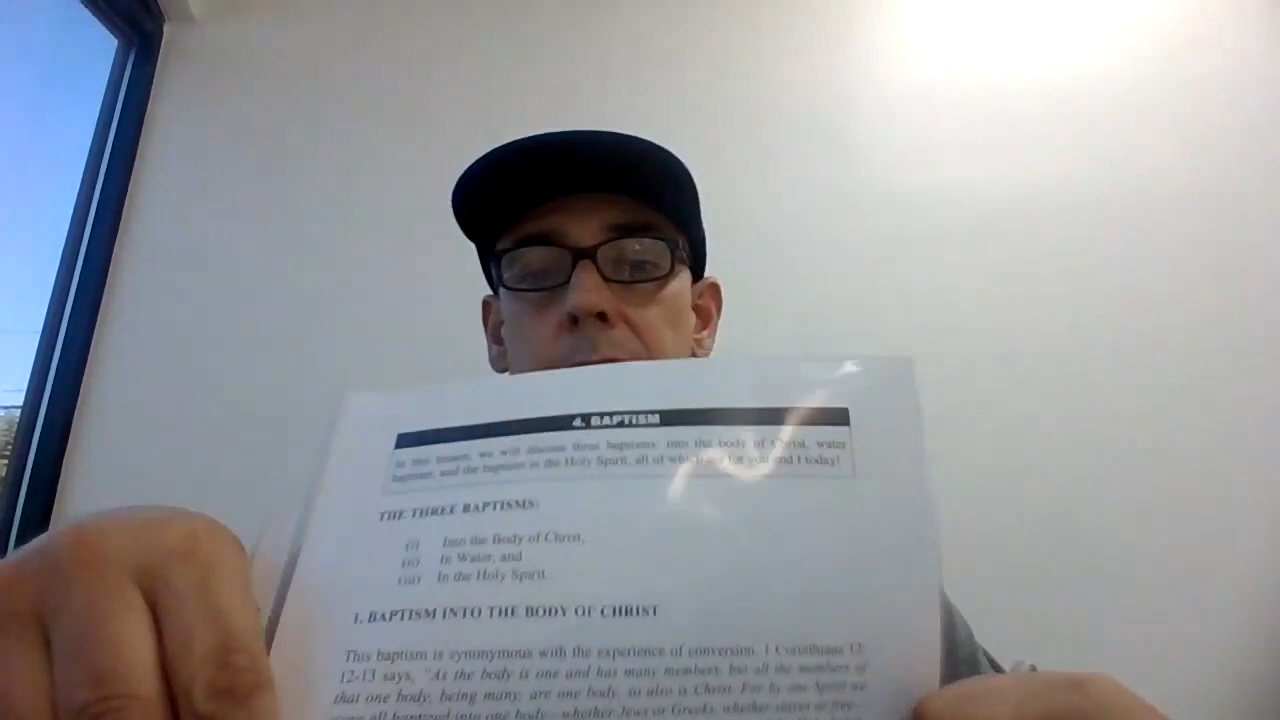 4. BAPTISM
In this lesson, we will discuss three baptisms: into the body of Christ, water
baptism, and the baptism in the Holy Spirit, all of which are for you and I today!
THE THREE BAPTISMS:
(i) Into the Body of Christ,
(ii) In Water, and
(iii) In the Holy Spirit.
1. BAPTISM INTO THE BODY OF CHRIST
This baptism is synonymous with the experience of conversion. 1 Corinthians 12:
12-13 says, "As the body is one and has many members, but all the members of
that one body, being many, are one body, so also is Christ. For by one Spirit we
were all baptized into one body—whether Jews or Greeks, whether slaves or free